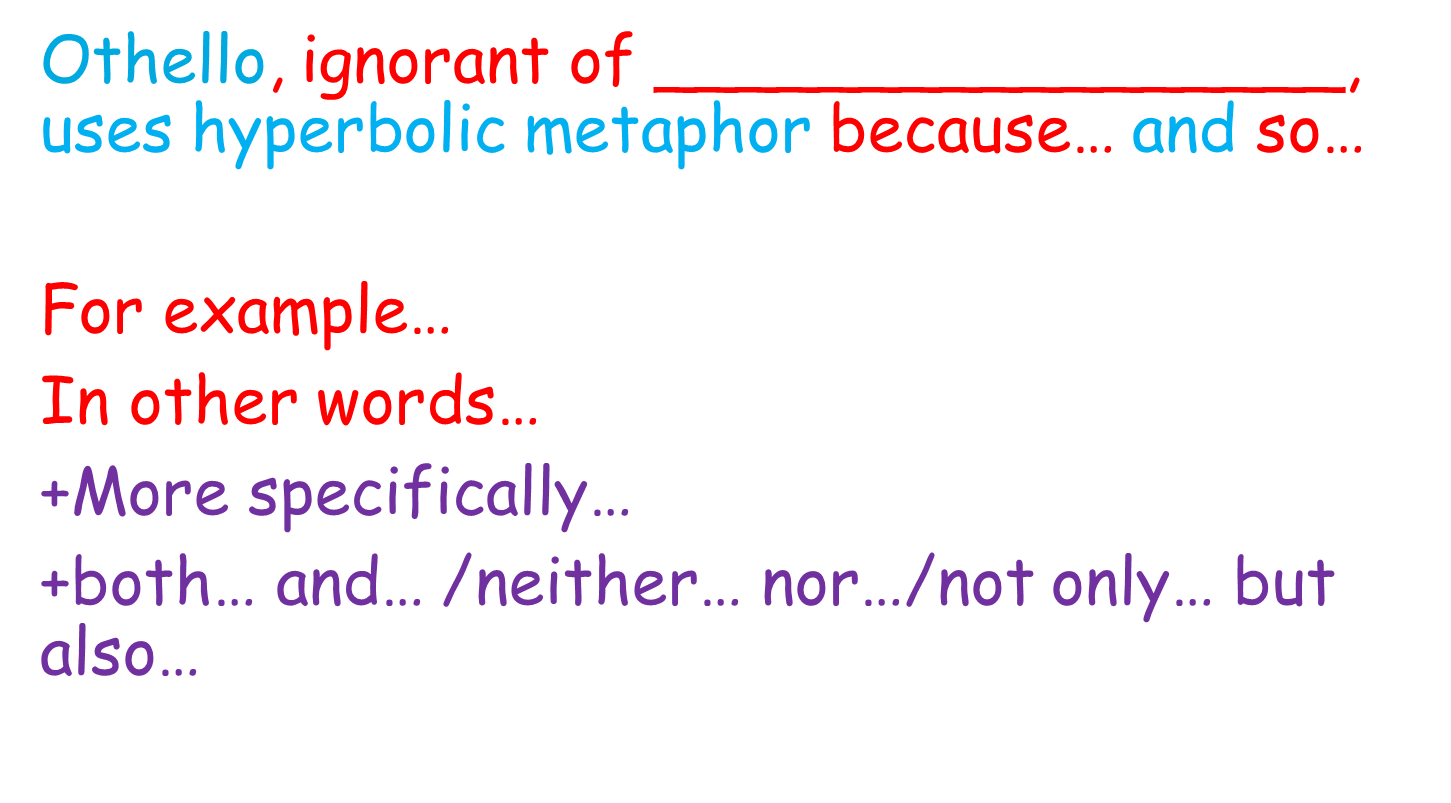 Othello, ignorant of __________________,
uses hyperbolic metaphor because… and so…
For example…
In other words…
+More specifically…
+both… and… /neither… nor…/not only… but
also…